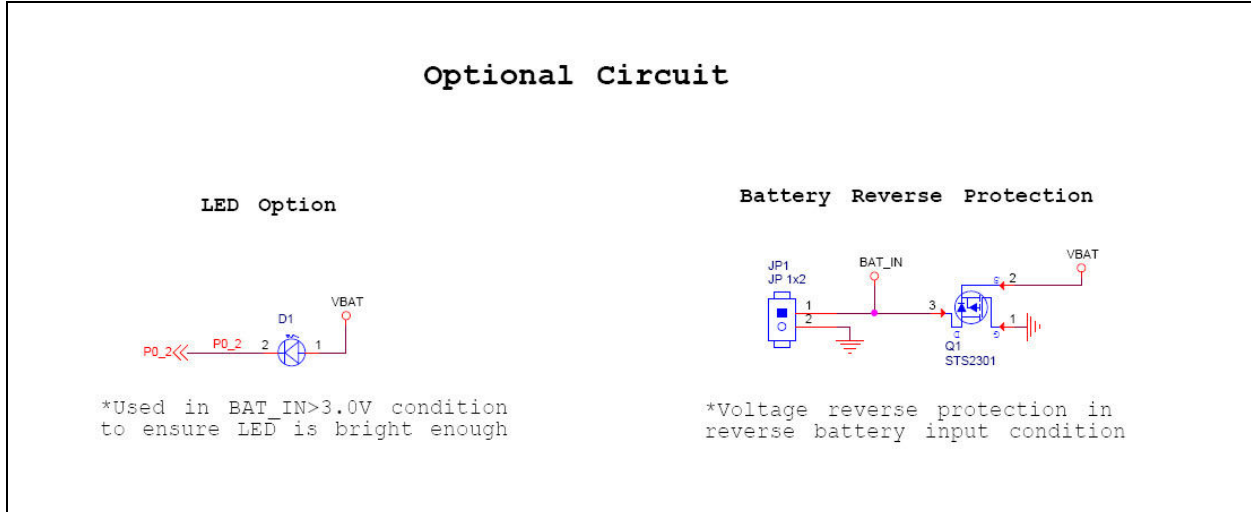 Optional Circuit
LED Option
VBAT
D1
P0_2
P0_2
2
1
*Used in BAT_IN>3.0V condition
to ensure LED is bright enough
Battery Reverse Protection
JP1
JP 1x2
BAT_IN
VBAT
1
2
3
S
2
D
G
1
Q1
STS2301
*Voltage reverse protection in
reverse battery input condition